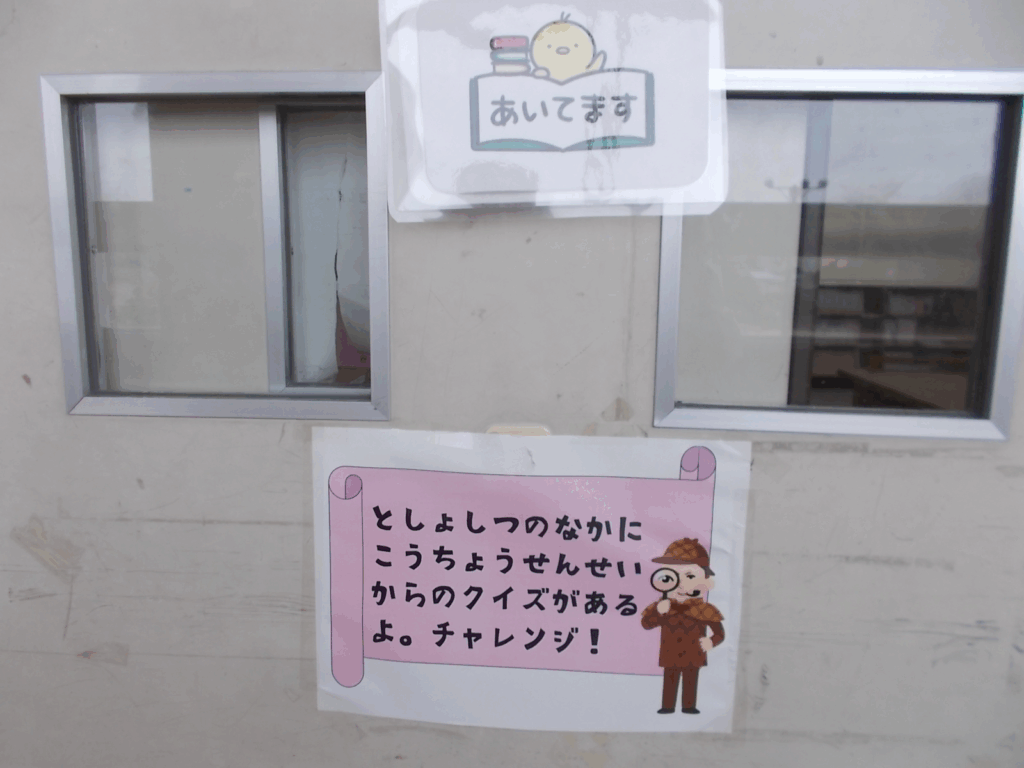 あいてます
としょしつのなかに
こうちょうせんせい
からのクイズがある
よ。チャレンジ!